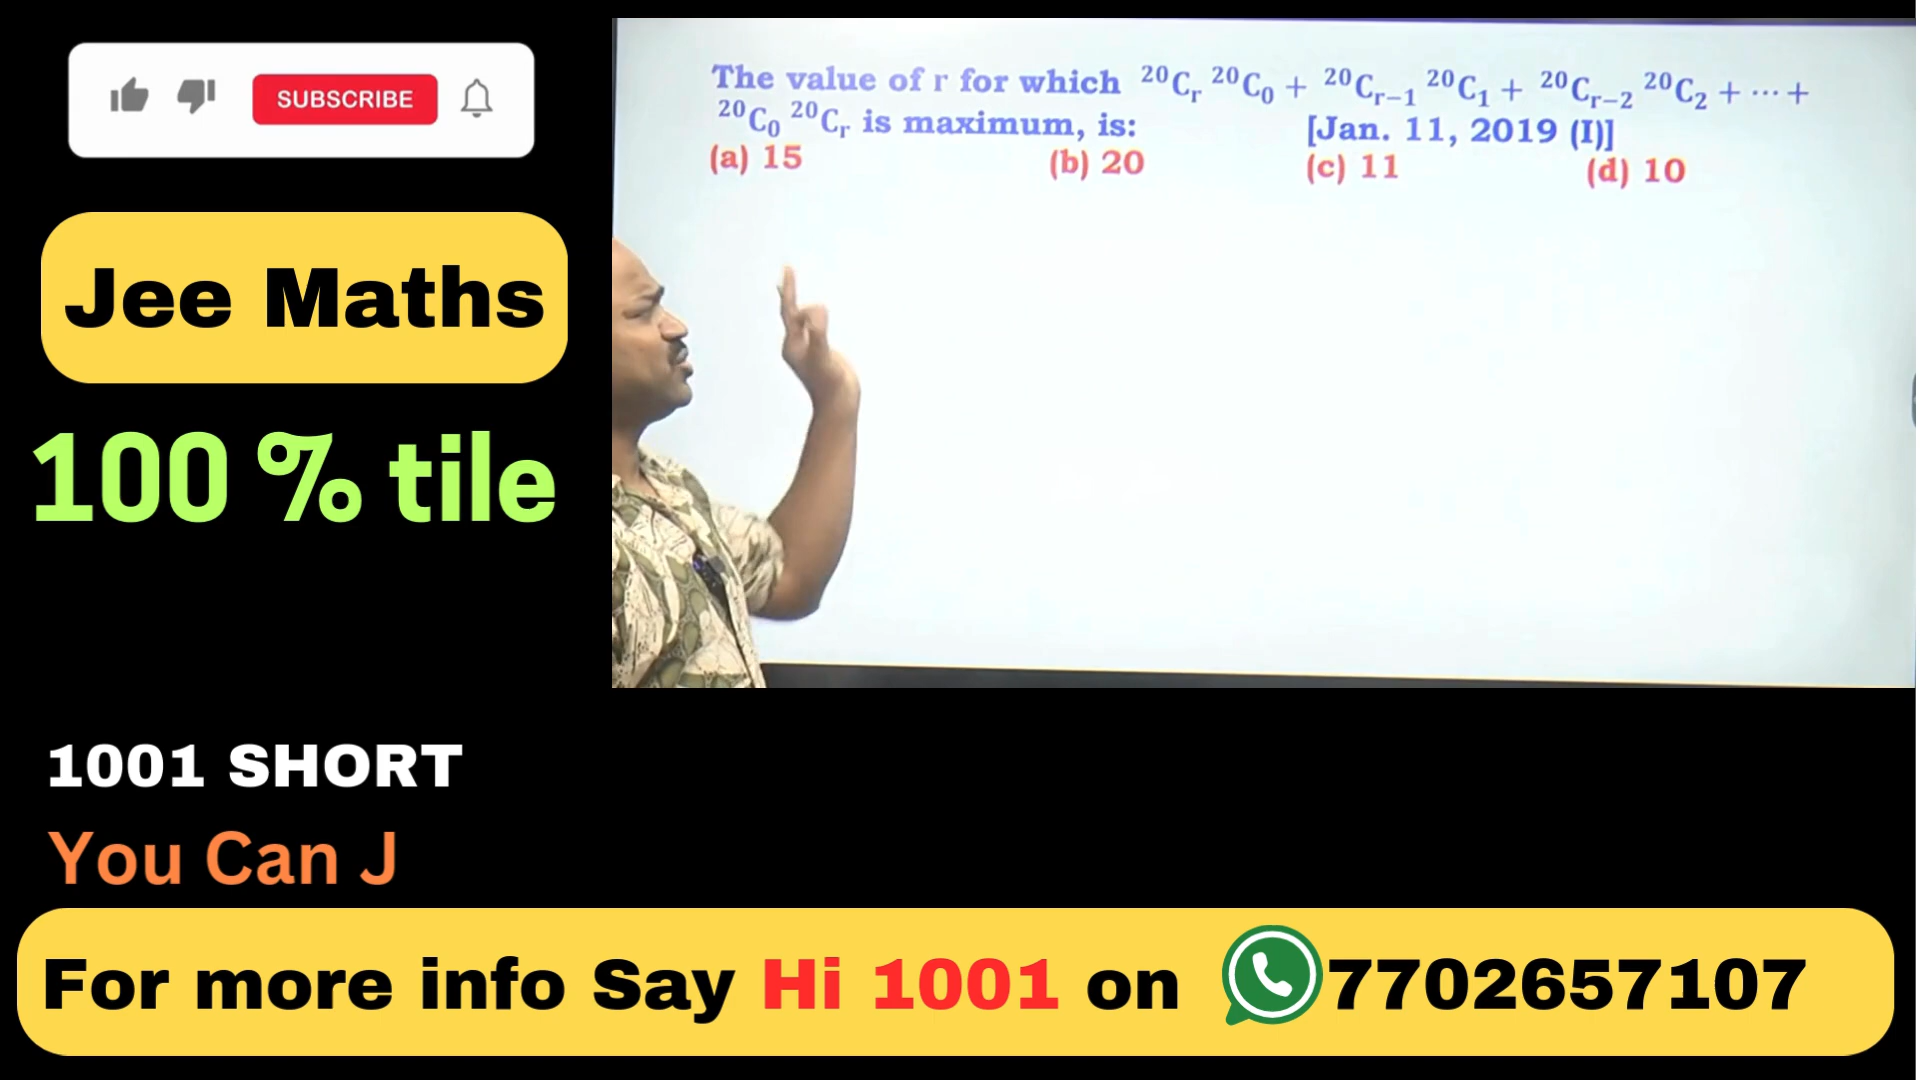 SUBSCRIBE
Jee Maths
100 % tile
The value of r for which ²⁰Cᵣ ²⁰C₀ + ²⁰Cᵣ₋₁ ²⁰C₁ + ²⁰Cᵣ₋₂ ²⁰C₂ + ⋯ +
²⁰C₀ ²⁰Cᵣ is maximum, is: [Jan. 11, 2019 (I)]
(a) 15 (b) 20 (c) 11 (d) 10
1001 SHORT
You Can J
For more info Say Hi 1001 on 7702657107